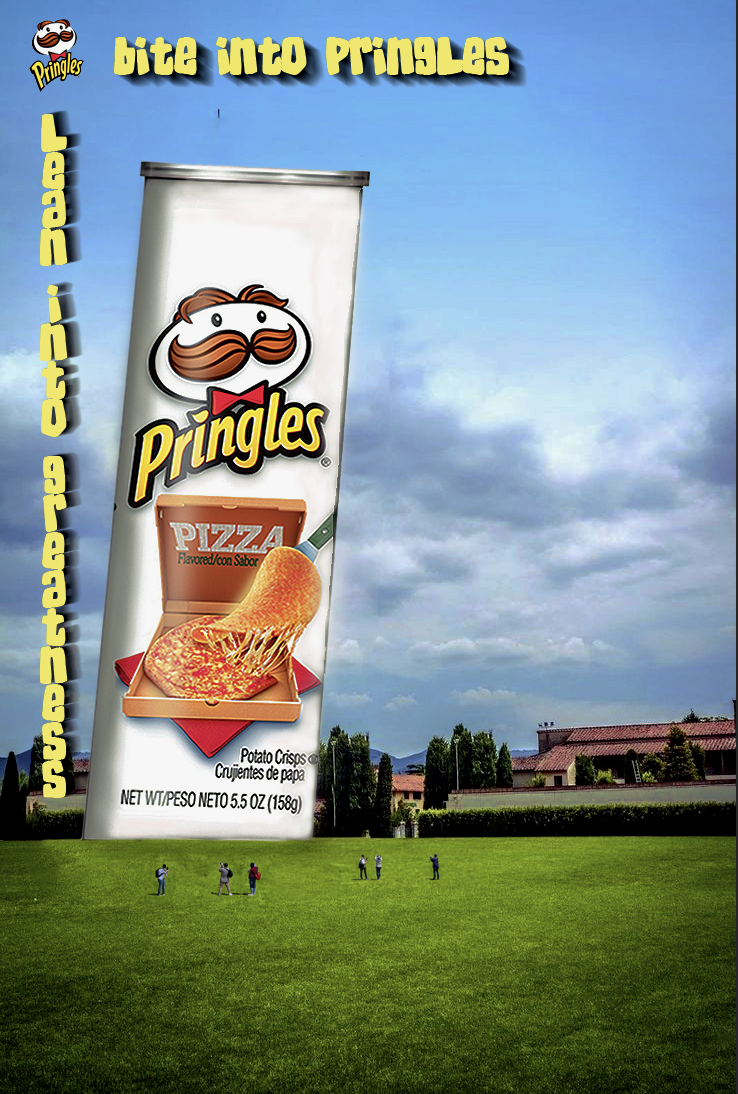 Pringles
bite into Pringles
Lean into greatness
Pringles®
PIZZA
Flavored/con Sabor
Potato Crisps
Crujientes de papa
NET WT/PESO NETO 5.5 OZ (158g)